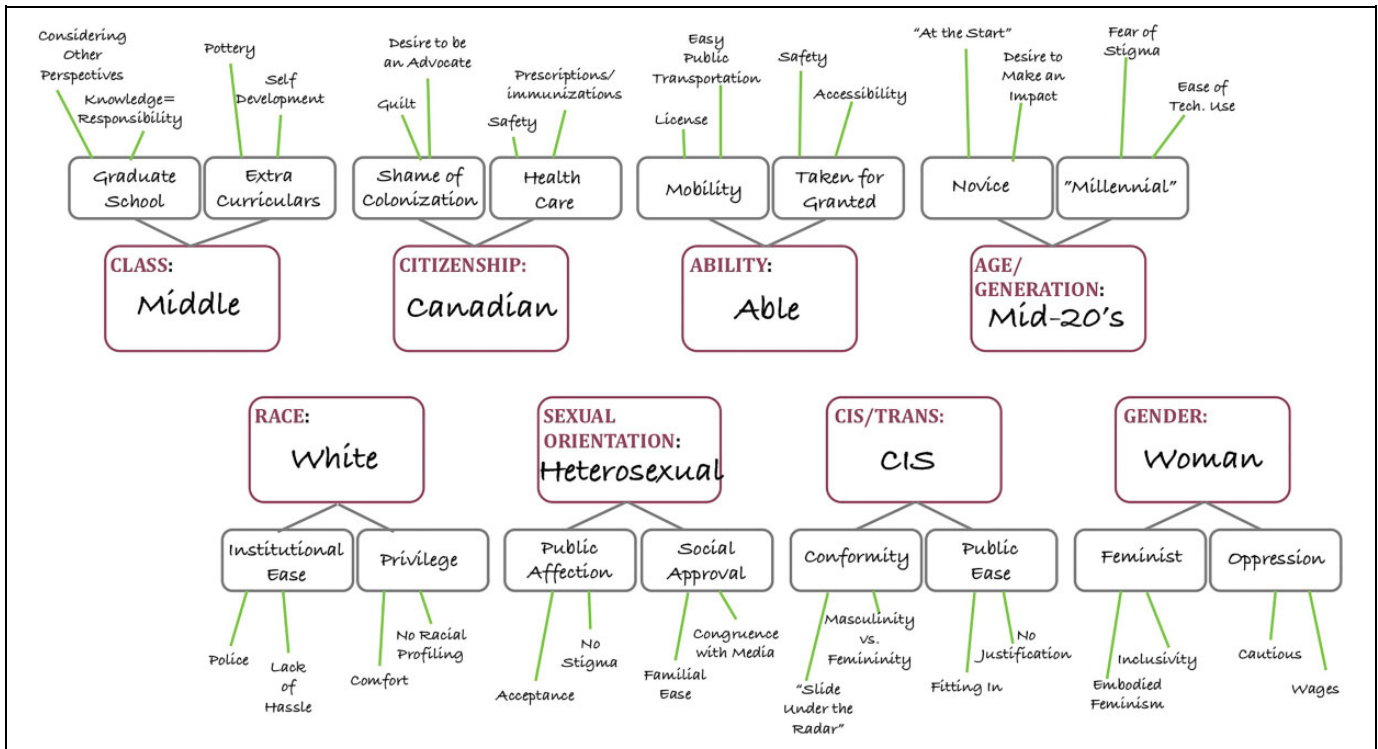 Considering
Other
Perspectives
Knowledge=
Responsibility
Graduate
School
Pottery
Self
Development
Extra
Curriculars
CLASS:
Middle
Desire to be
an Advocate
Guilt
Shame of
Colonization
Prescriptions/
immunizations
Safety
Health
Care
CITIZENSHIP:
Canadian
Easy
Public
Transportation
License
Mobility
Safety
Accessibility
Taken for
Granted
ABILITY:
Able
“At the Start”
Desire to
Make an
Impact
Novice
Fear of
Stigma
Ease of
Tech. Use
”Millennial”
AGE/
GENERATION:
Mid-20's
RACE:
White
Institutional
Ease
Police
Lack
of
Hassle
Privilege
Comfort
No Racial
Profiling
SEXUAL
ORIENTATION:
Heterosexual
Public
Affection
Acceptance
No
Stigma
Social
Approval
Familial
Ease
Congruence
with Media
CIS/TRANS:
CIS
Conformity
“Slide
Under the
Radar”
Masculinity
vs.
Femininity
Public
Ease
Fitting In
No
Justification
GENDER:
Woman
Feminist
Embodied
Feminism
Inclusivity
Oppression
Cautious
Wages